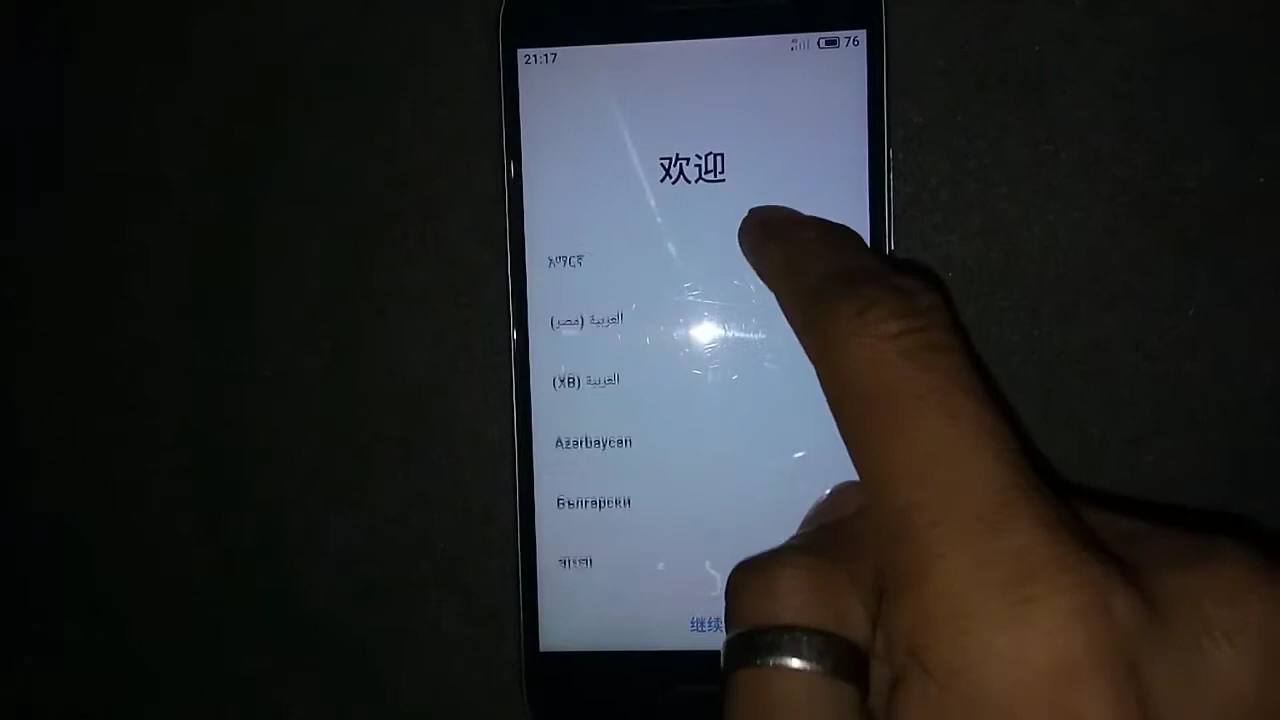 21:17
76
欢迎
አማርኛ
العربية (مصر)
العربية (XB)
Azərbaycan
Български
বাংলা
继续